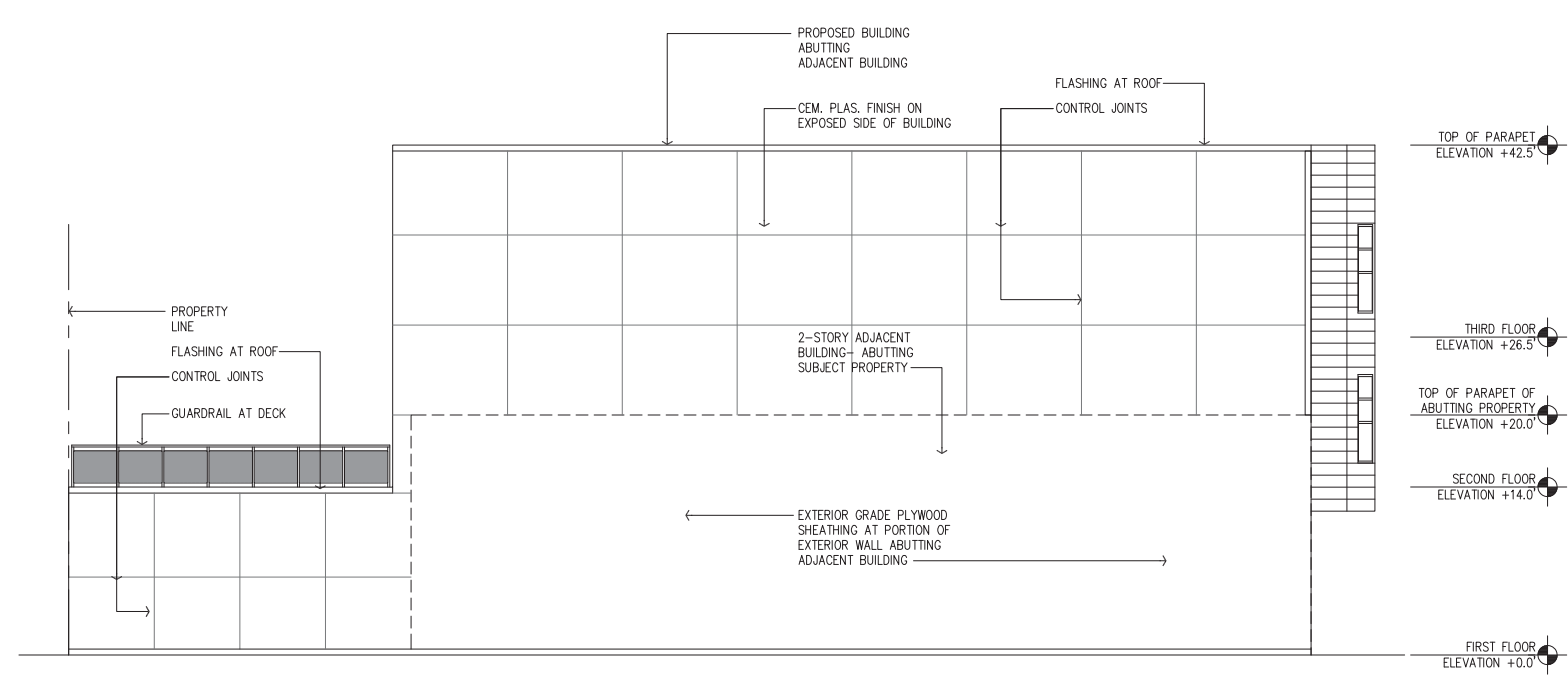 PROPOSED BUILDING
ABUTTING
ADJACENT BUILDING
FLASHING AT ROOF
CEM. PLAS. FINISH ON
EXPOSED SIDE OF BUILDING
CONTROL JOINTS
TOP OF PARAPET
ELEVATION +42.5'
PROPERTY
LINE
FLASHING AT ROOF
CONTROL JOINTS
GUARDRAIL AT DECK
2-STORY ADJACENT
BUILDING- ABUTTING
SUBJECT PROPERTY
THIRD FLOOR
ELEVATION +26.5'
TOP OF PARAPET OF
ABUTTING PROPERTY
ELEVATION +20.0'
SECOND FLOOR
ELEVATION +14.0'
EXTERIOR GRADE PLYWOOD
SHEATHING AT PORTION OF
EXTERIOR WALL ABUTTING
ADJACENT BUILDING
FIRST FLOOR
ELEVATION +0.0'